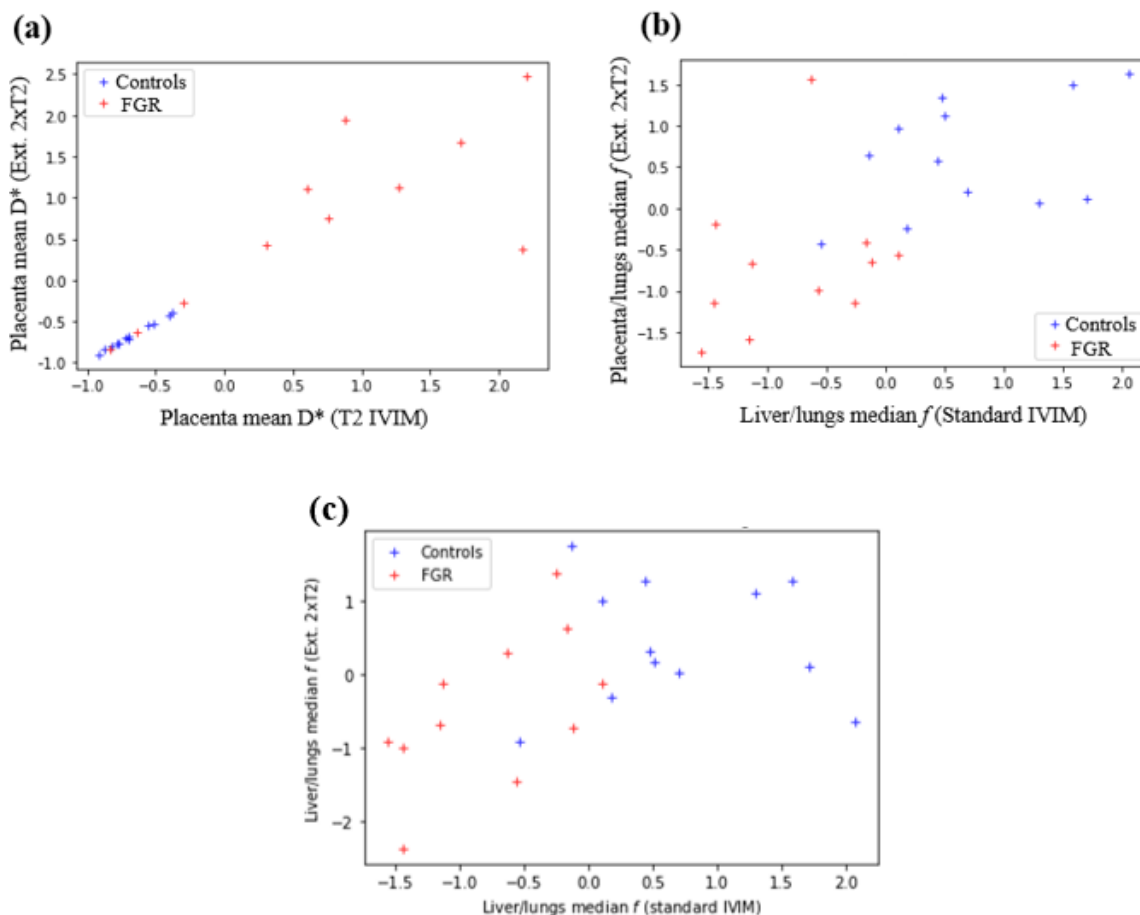 (a)
Controls
FGR
Placenta mean D* (Ext. 2xT2)
2.5
2.0
1.5
1.0
0.5
0.0
−0.5
−1.0
−1.0 −0.5 0.0 0.5 1.0 1.5 2.0
Placenta mean D* (T2 IVIM)
(b)
Placenta/lungs median f (Ext. 2xT2)
1.5
1.0
0.5
0.0
−0.5
−1.0
−1.5
Controls
FGR
−1.5 −1.0 −0.5 0.0 0.5 1.0 1.5 2.0
Liver/lungs median f (Standard IVIM)
(c)
Controls
FGR
Liver/lungs median f (Ext. 2xT2)
1
0
−1
−2
−1.5 −1.0 −0.5 0.0 0.5 1.0 1.5 2.0
Liver/lungs median f (standard IVIM)